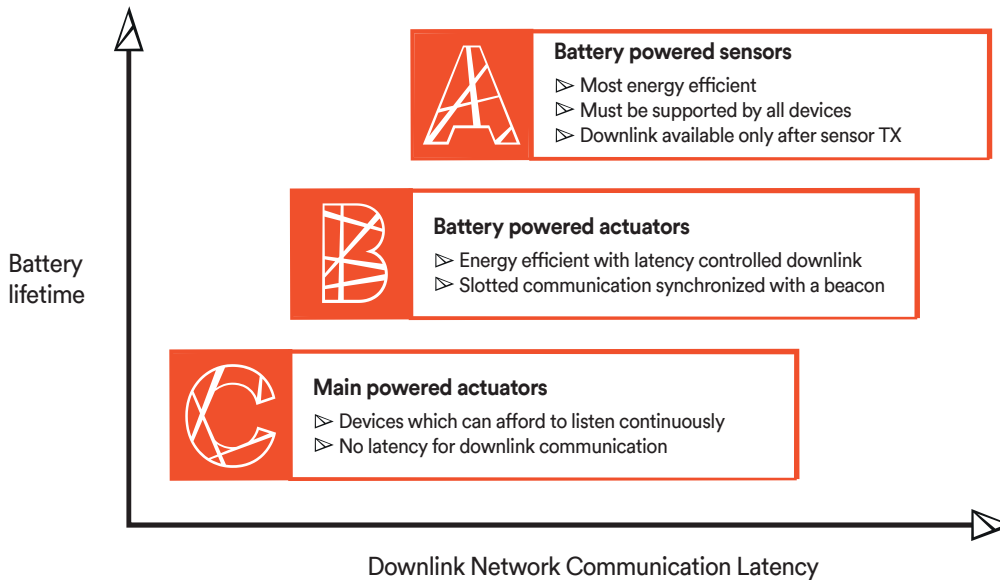 A
Battery powered sensors
Most energy efficient
Must be supported by all devices
Downlink available only after sensor TX
B
Battery powered actuators
Energy efficient with latency controlled downlink
Slotted communication synchronized with a beacon
Battery
lifetime
C
Main powered actuators
Devices which can afford to listen continuously
No latency for downlink communication
Downlink Network Communication Latency